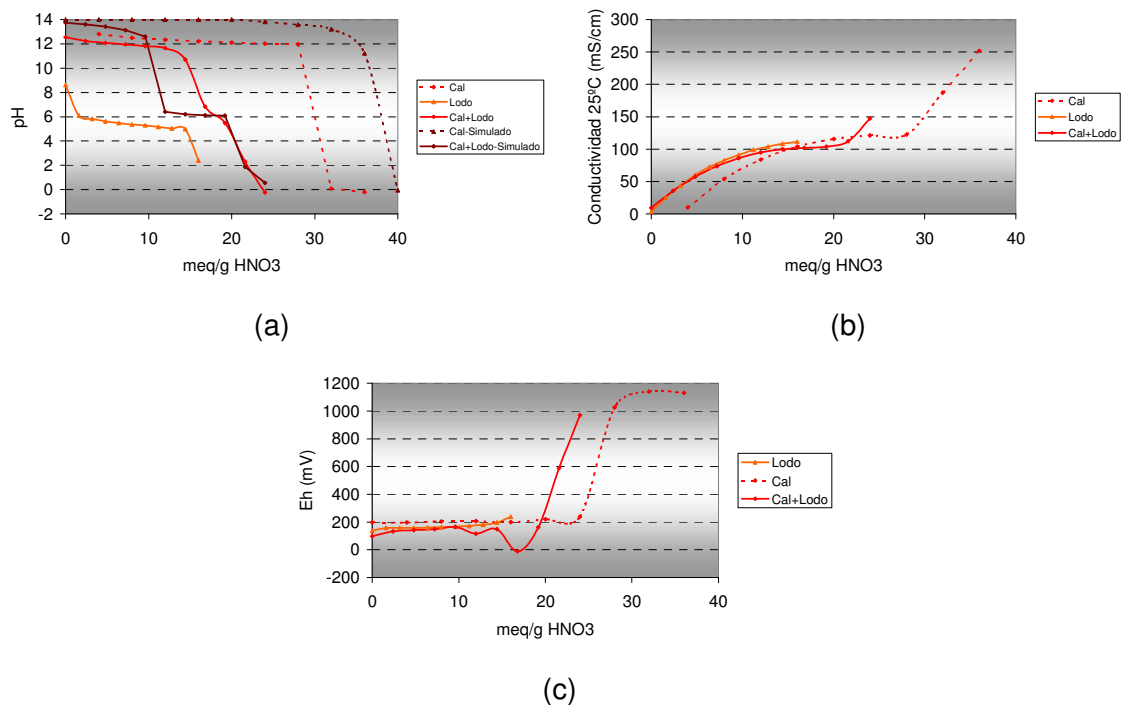 14
12
10
8
6
4
2
0
-2
pH
0 10 20 30 40
meq/g HNO3
Cal
Lodo
Cal+Lodo
Cal-Simulado
Cal+Lodo-Simulado
(a)
300
250
200
150
100
50
0
Conductividad 25ºC (mS/cm)
0 10 20 30 40
meq/g HNO3
Cal
Lodo
Cal+Lodo
(b)
1200
1000
800
600
400
200
0
-200
Eh (mV)
0 10 20 30 40
meq/g HNO3
Lodo
Cal
Cal+Lodo
(c)